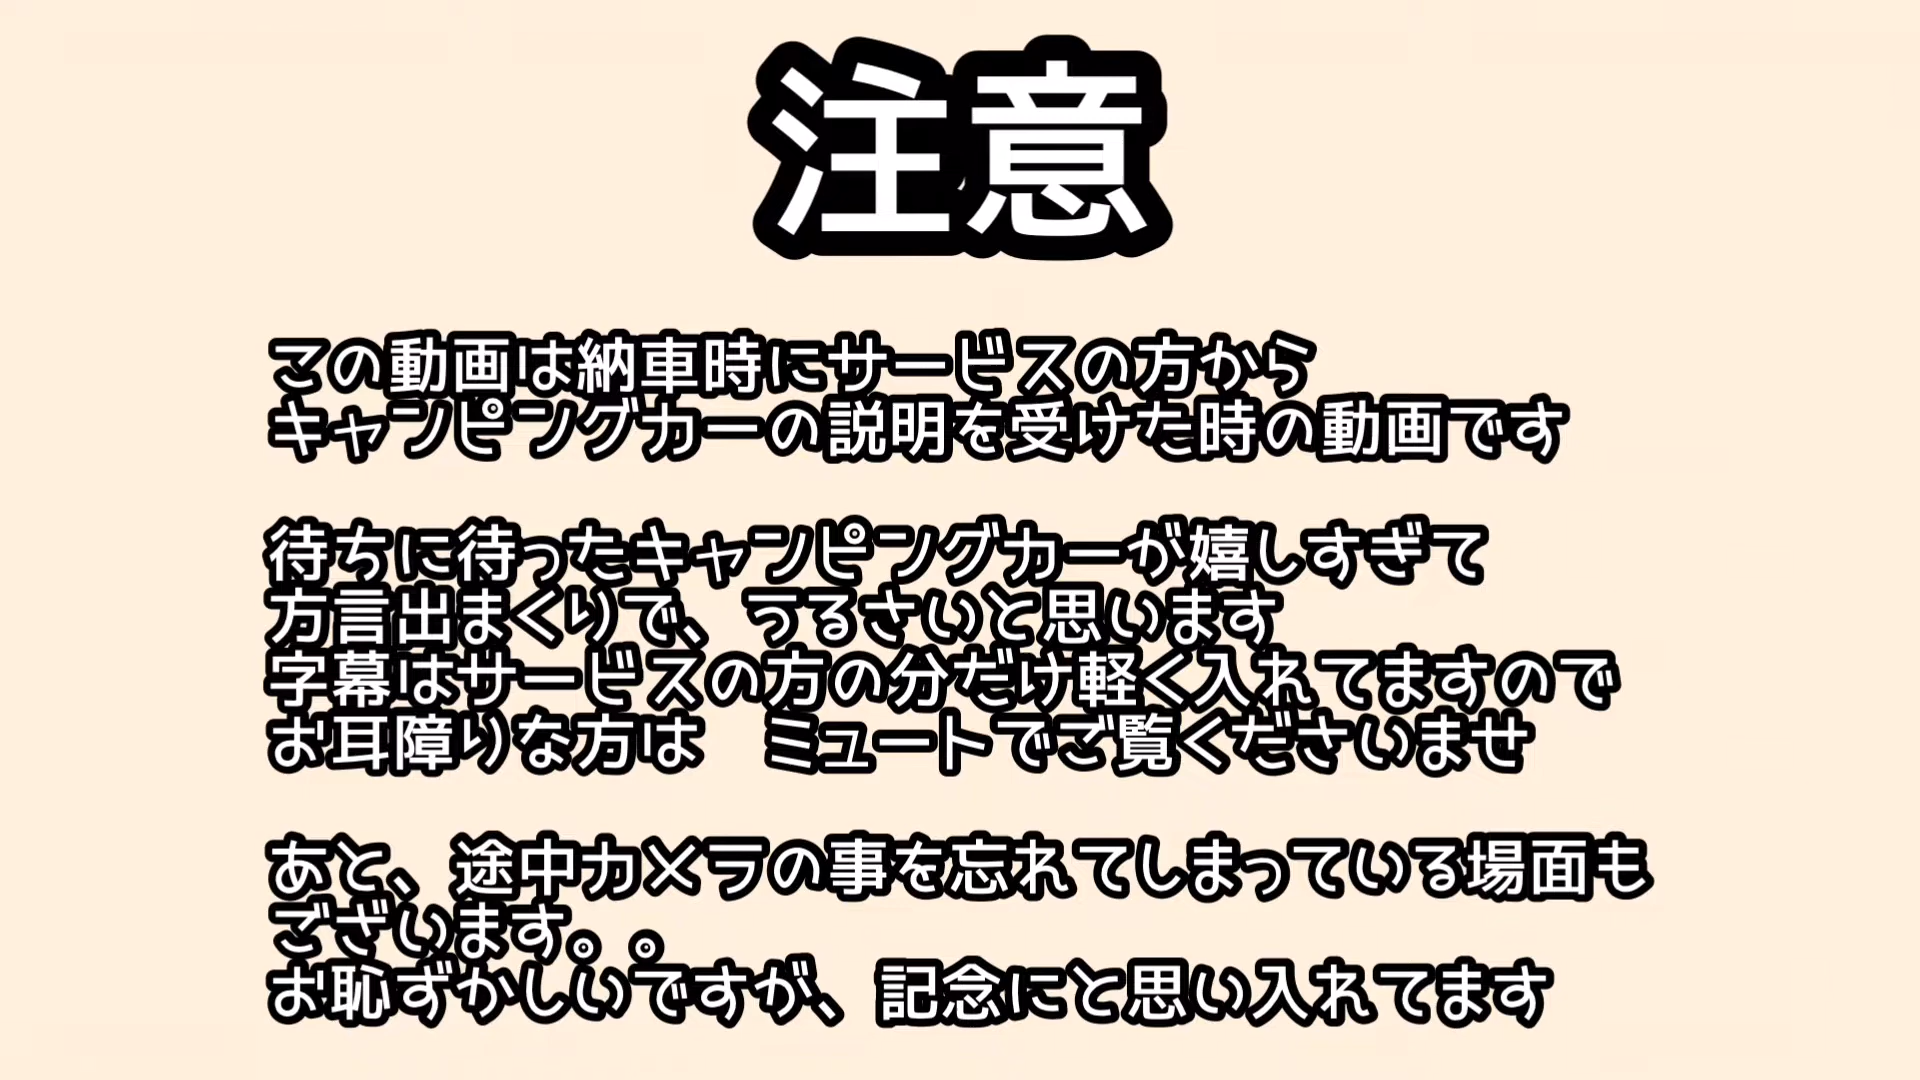 注意
この動画は納車時にサービスの方から
キャンピングカーの説明を受けた時の動画です
待ちに待ったキャンピングカーが嬉しすぎて
方言出まくりで、うるさいと思います
字幕はサービスの方の分だけ軽く入れてますので
お耳障りな方は　ミュートでご覧くださいませ
あと、途中カメラの事を忘れてしまっている場面も
ございます。。
お恥ずかしいですが、記念にと思い入れてます